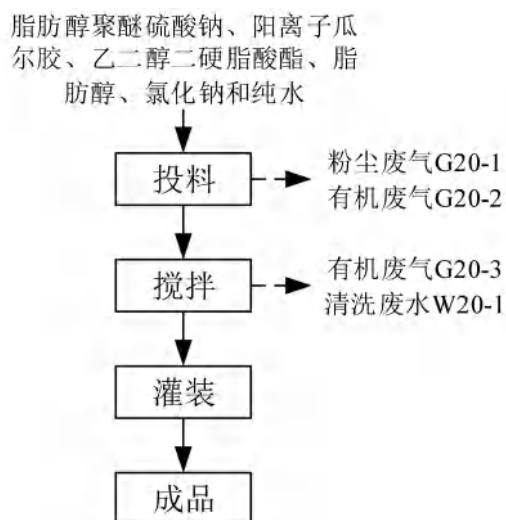 脂肪醇聚醚硫酸钠、阳离子瓜
尔胶、乙二醇二硬脂酸酯、脂
肪醇、氯化钠和纯水
投料
粉尘废气G20-1
有机废气G20-2
搅拌
有机废气G20-3
清洗废水W20-1
灌装
成品